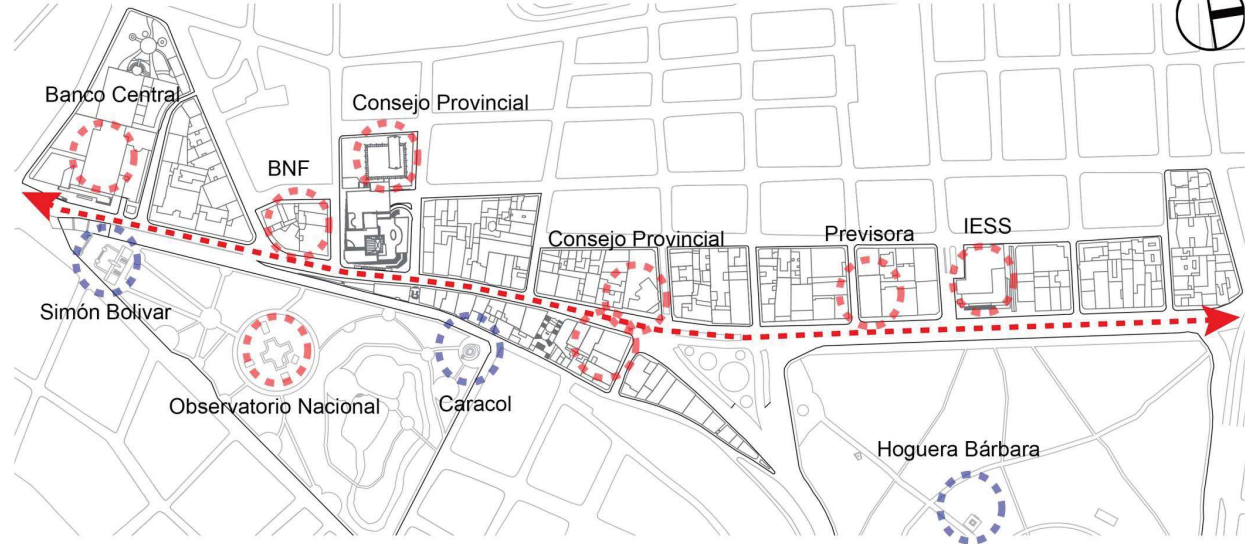 Banco Central
Consejo Provincial
BNF
Consejo Provincial
Previsora
IESS
Simón Bolivar
Observatorio Nacional
Caracol
Hoguera Bárbara